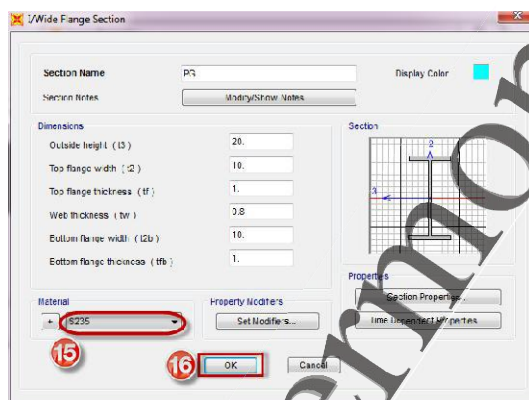 I/Wide Flange Section
Section Name PG Display Color
Section Notes Modify/Show Notes...
Dimensions
Outside height ( t3 ) 20.
Top flange width ( t2 ) 10.
Top flange thickness ( tf ) 1.
Web thickness ( tw ) 0.8
Bottom flange width ( t2b ) 10.
Bottom flange thickness ( tfb ) 1.
Section
2
3
Material
+ S235
Property Modifiers
Set Modifiers...
Properties
Section Properties...
Time Dependent Properties...
15
16
OK
Cancel